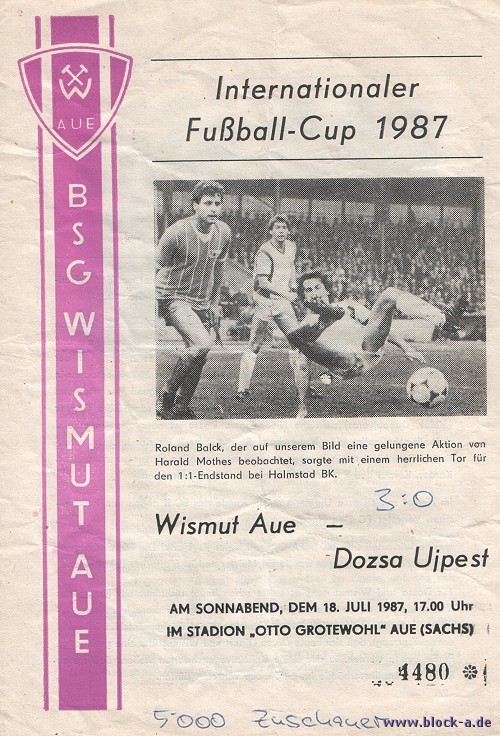 W
AUE
BSG WISMUT AUE
Internationaler
Fußball-Cup 1987
Roland Balck, der auf unserem Bild eine gelungene Aktion von
Harald Mothes beobachtet, sorgte mit einem herrlichen Tor für
den 1:1-Endstand bei Halmstad BK.
3:0
Wismut Aue —
Dozsa Ujpest
AM SONNABEND, DEM 18. JULI 1987, 17.00 Uhr
IM STADION „OTTO GROTEWOHL" AUE (SACHS)
4480 *
5000 Zuschauer
www.block-a.de